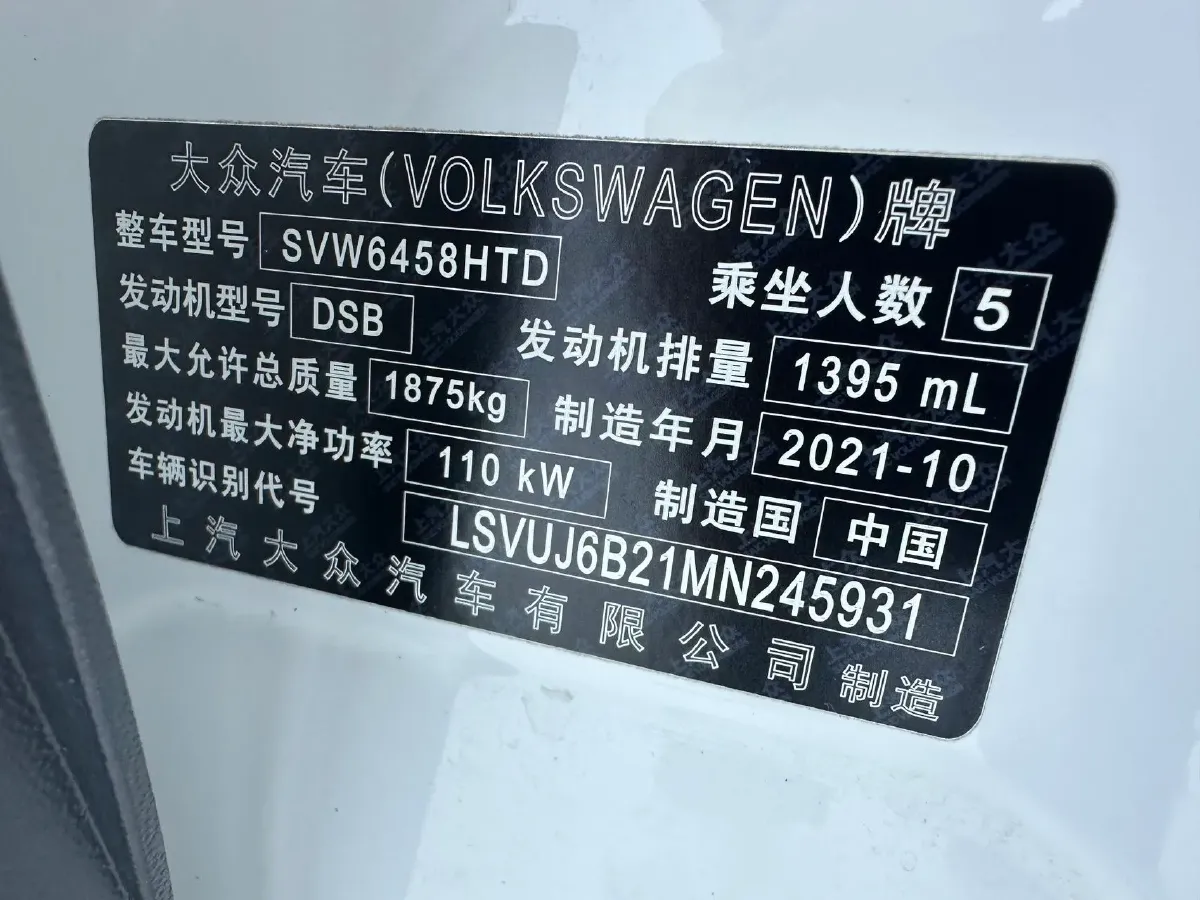 大众汽车(VOLKSWAGEN)牌
整车型号 SVW6458HTD 乘坐人数 5
发动机型号 DSB 发动机排量 1395 mL
最大允许总质量 1875kg 制造年月 2021-10
发动机最大净功率 110 kW 制造国 中国
车辆识别代号 LSVUJ6B21MN245931
上汽大众汽车有限公司制造